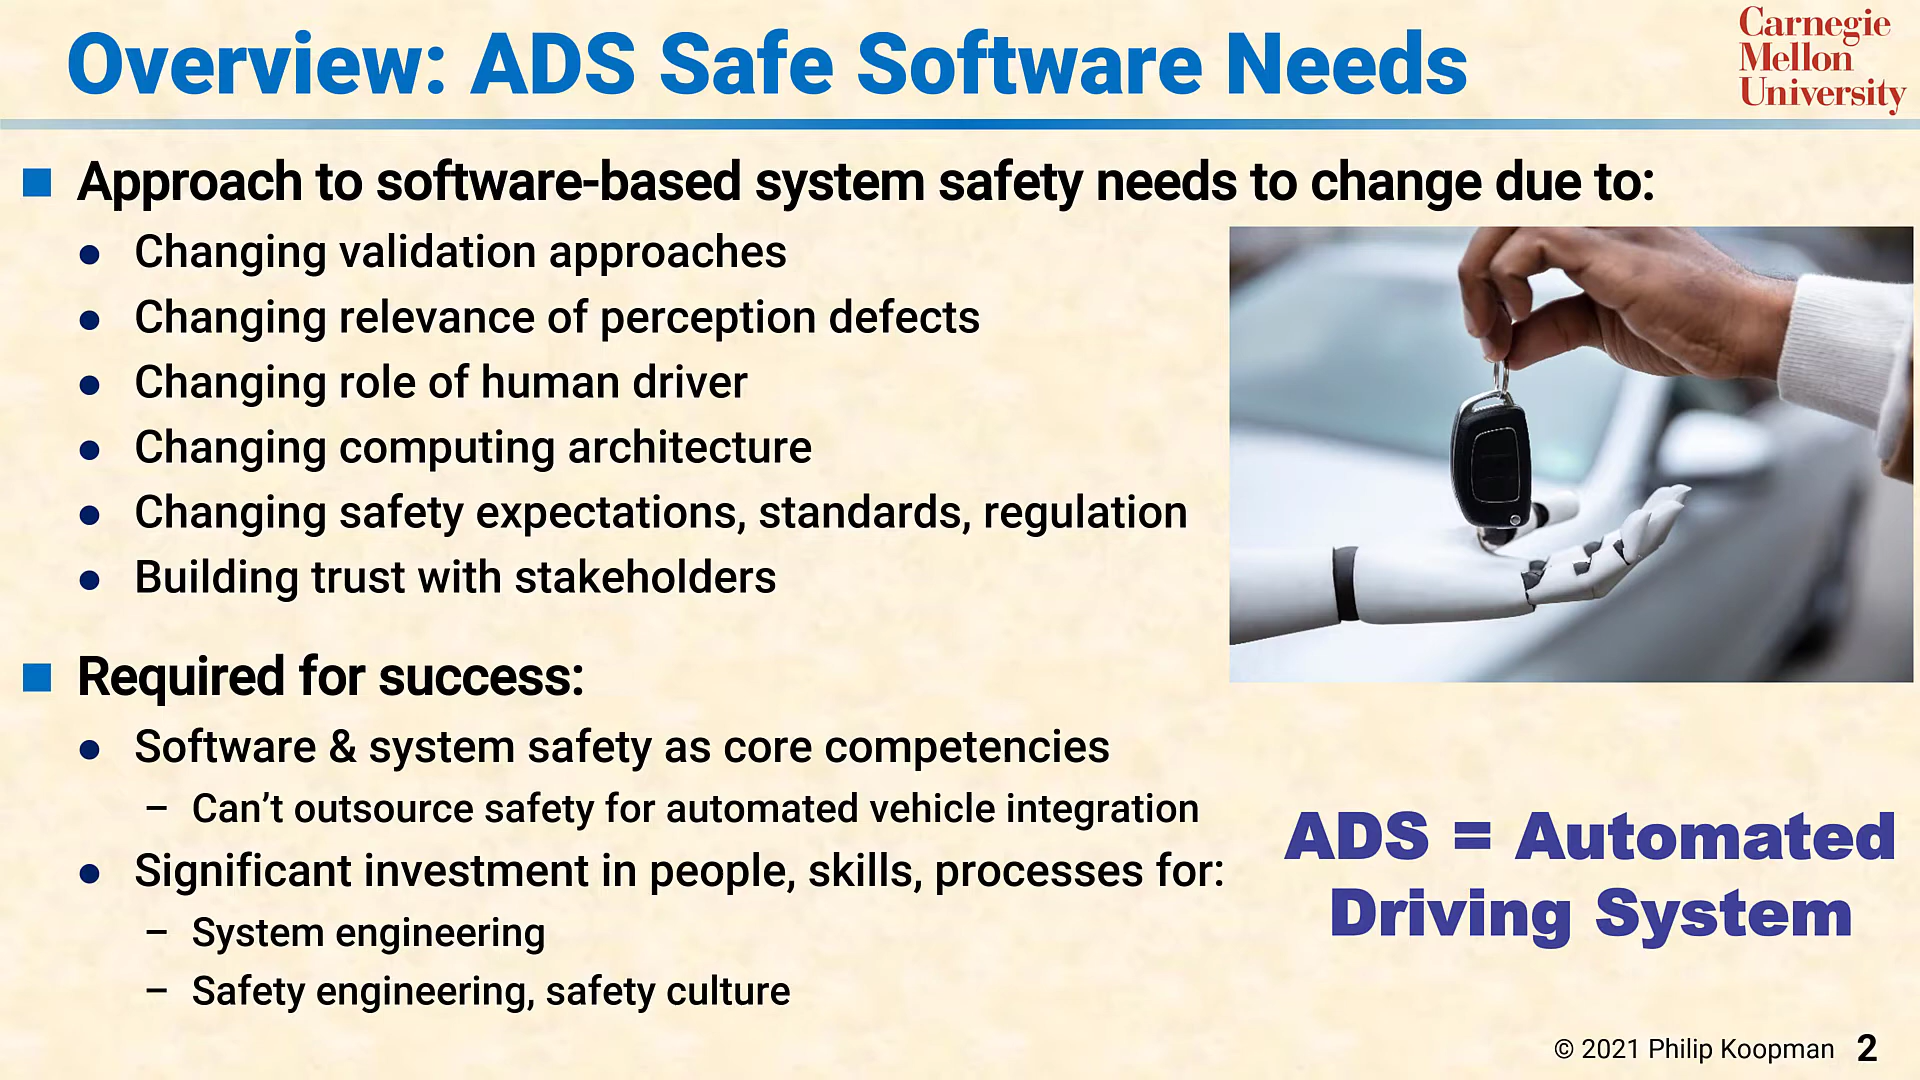 Overview: ADS Safe Software Needs
Carnegie
Mellon
University
Approach to software-based system safety needs to change due to:
● Changing validation approaches
● Changing relevance of perception defects
● Changing role of human driver
● Changing computing architecture
● Changing safety expectations, standards, regulation
● Building trust with stakeholders
Required for success:
● Software & system safety as core competencies
– Can’t outsource safety for automated vehicle integration
● Significant investment in people, skills, processes for:
– System engineering
– Safety engineering, safety culture
ADS = Automated
Driving System
© 2021 Philip Koopman 2